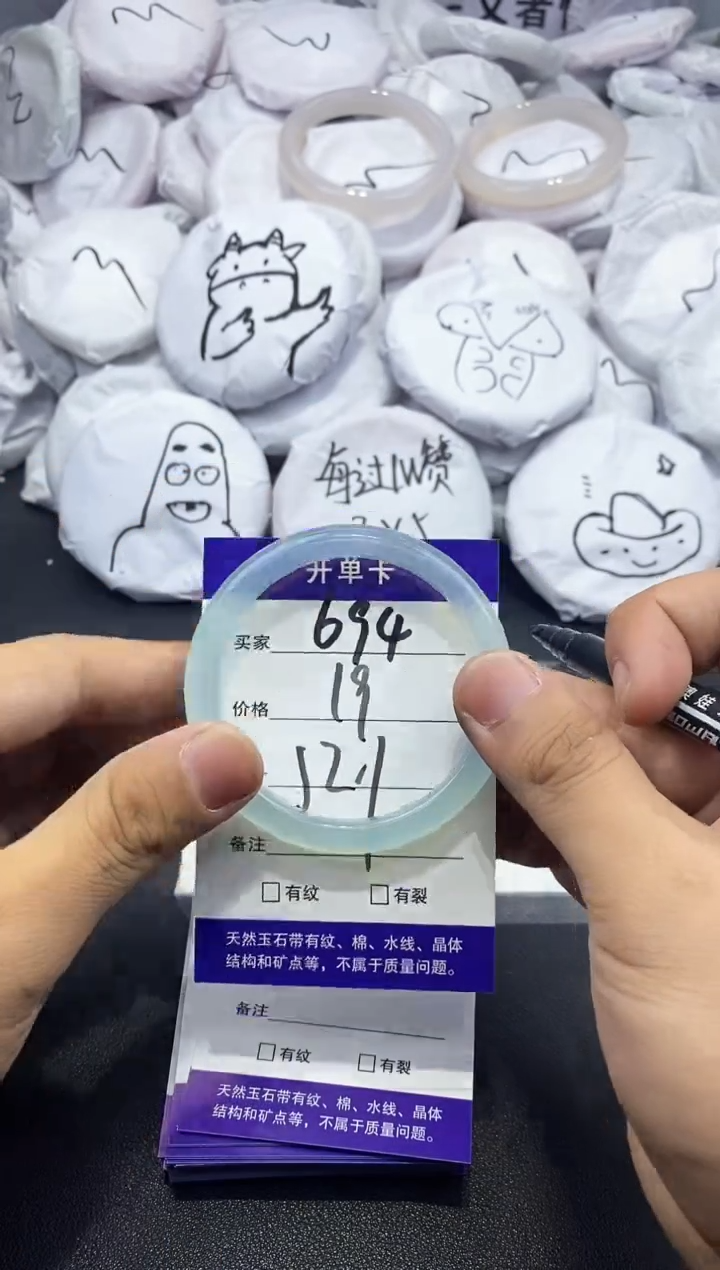 每过1W赞
开单卡
买家 694
价格 19
52.1
备注
有纹 有裂
天然玉石带有纹、棉、水线、晶体
结构和矿点等，不属于质量问题。
备注
有纹 有裂
天然玉石带有纹、棉、水线、晶体
结构和矿点等，不属于质量问题。